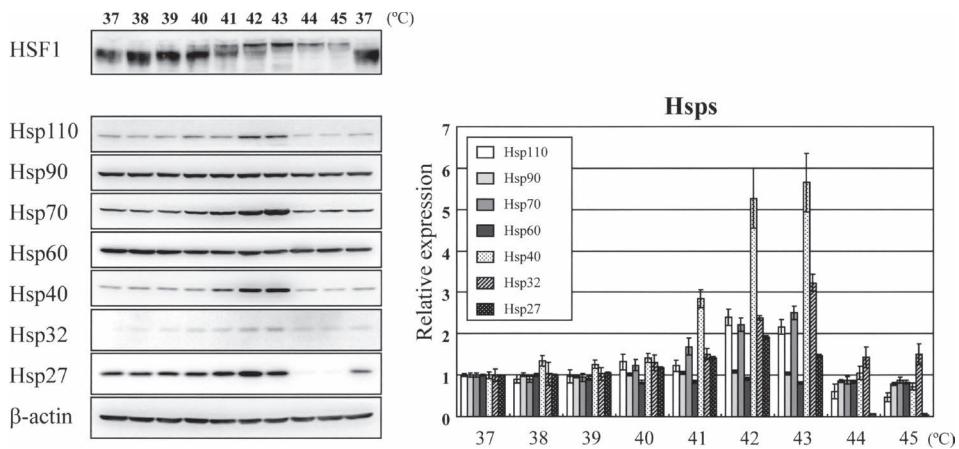 37 38 39 40 41 42 43 44 45 37 (°C)
HSF1
Hsp110
Hsp90
Hsp70
Hsp60
Hsp40
Hsp32
Hsp27
β-actin
Hsps
Relative expression
7
6
5
4
3
2
1
0
Hsp110
Hsp90
Hsp70
Hsp60
Hsp40
Hsp32
Hsp27
37 38 39 40 41 42 43 44 45 (°C)